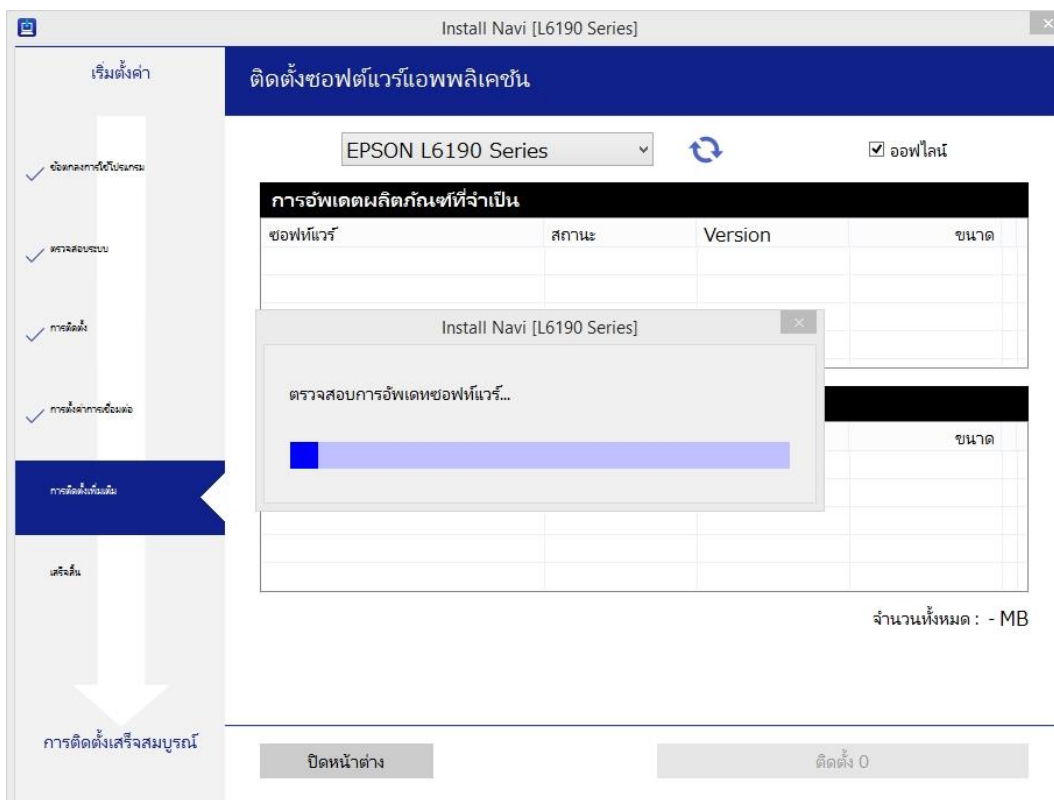 Install Navi [L6190 Series]
เริ่มตั้งค่า
ติดตั้งซอฟต์แวร์แอพพลิเคชัน
EPSON L6190 Series
ออฟไลน์
ข้อตกลงการใช้โปรแกรม
การอัพเดตผลิตภัณฑ์ที่จำเป็น
ซอฟท์แวร์ สถานะ Version ขนาด
ตรวจสอบระบบ
การติดตั้ง
Install Navi [L6190 Series]
ตรวจสอบการอัพเดทซอฟท์แวร์...
การตั้งค่าการเชื่อมต่อ
ขนาด
การติดตั้งเพิ่มเติม
เสร็จสิ้น
จำนวนทั้งหมด : - MB
การติดตั้งเสร็จสมบูรณ์
ปิดหน้าต่าง
ติดตั้ง 0